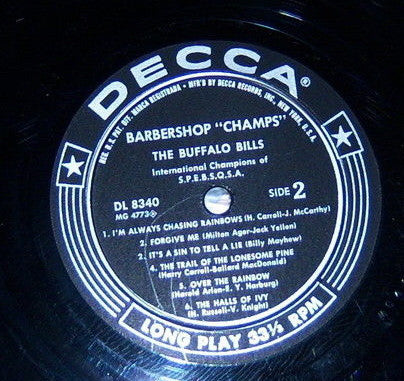 DECCA®
REG. U.S. PAT. OFF. MARCA REGISTRADA • MFR'D BY DECCA RECORDS, INC., NEW YORK, U.S.A.
BARBERSHOP "CHAMPS"
THE BUFFALO BILLS
International Champions of
S.P.E.B.S.Q.S.A.
DL 8340
SIDE 2
MG 4773
1. I'M ALWAYS CHASING RAINBOWS (H. Carroll-J. McCarthy)
2. FORGIVE ME (Milton Ager-Jack Yellen)
3. IT'S A SIN TO TELL A LIE (Billy Mayhew)
4. THE TRAIL OF THE LONESOME PINE
(Harry Carroll-Ballard MacDonald)
5. OVER THE RAINBOW
(Harold Arlen-E. Y. Harburg)
6. THE HALLS OF IVY
(H. Russell-V. Knight)
LONG PLAY 33⅓ RPM